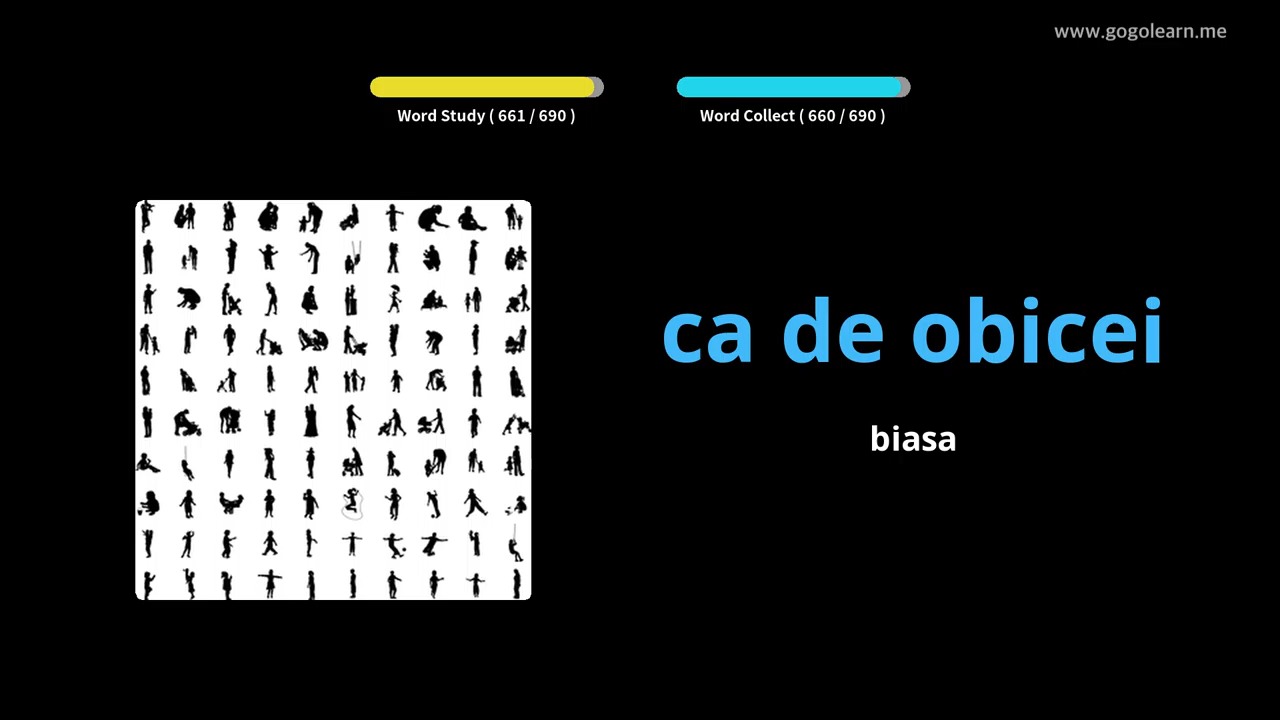 www.gogolearn.me
Word Study ( 661 / 690 )
Word Collect ( 660 / 690 )
ca de obicei
biasa